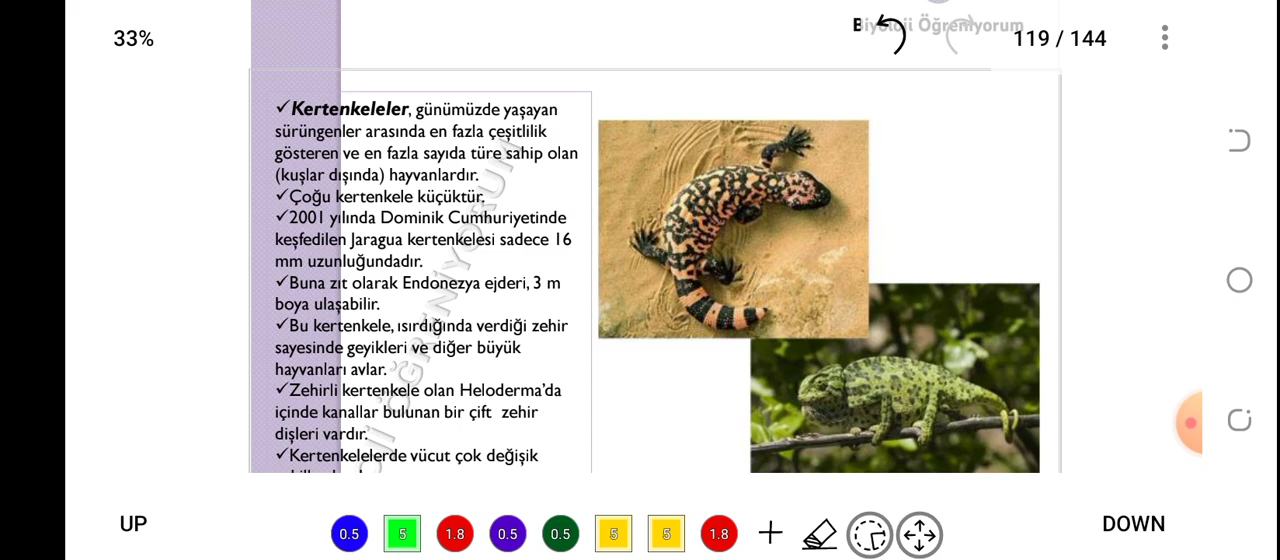 33%
Biyoloji Öğreniyorum
119 / 144
✓Kertenkeleler, günümüzde yaşayan
sürüngenler arasında en fazla çeşitlilik
gösteren ve en fazla sayıda türe sahip olan
(kuşlar dışında) hayvanlardır.
✓Çoğu kertenkele küçüktür.
✓2001 yılında Dominik Cumhuriyetinde
keşfedilen Jaragua kertenkelesi sadece 16
mm uzunluğundadır.
✓Buna zıt olarak Endonezya ejderi, 3 m
boya ulaşabilir.
✓Bu kertenkele, ısırdığında verdiği zehir
sayesinde geyikleri ve diğer büyük
hayvanları avlar.
✓Zehirli kertenkele olan Heloderma'da
içinde kanallar bulunan bir çift zehir
dişleri vardır.
✓Kertenkelelerde vücut çok değişik
ÖĞRENİYORUM
UP
0.5 5 1.8 0.5 0.5 5 5 1.8
DOWN